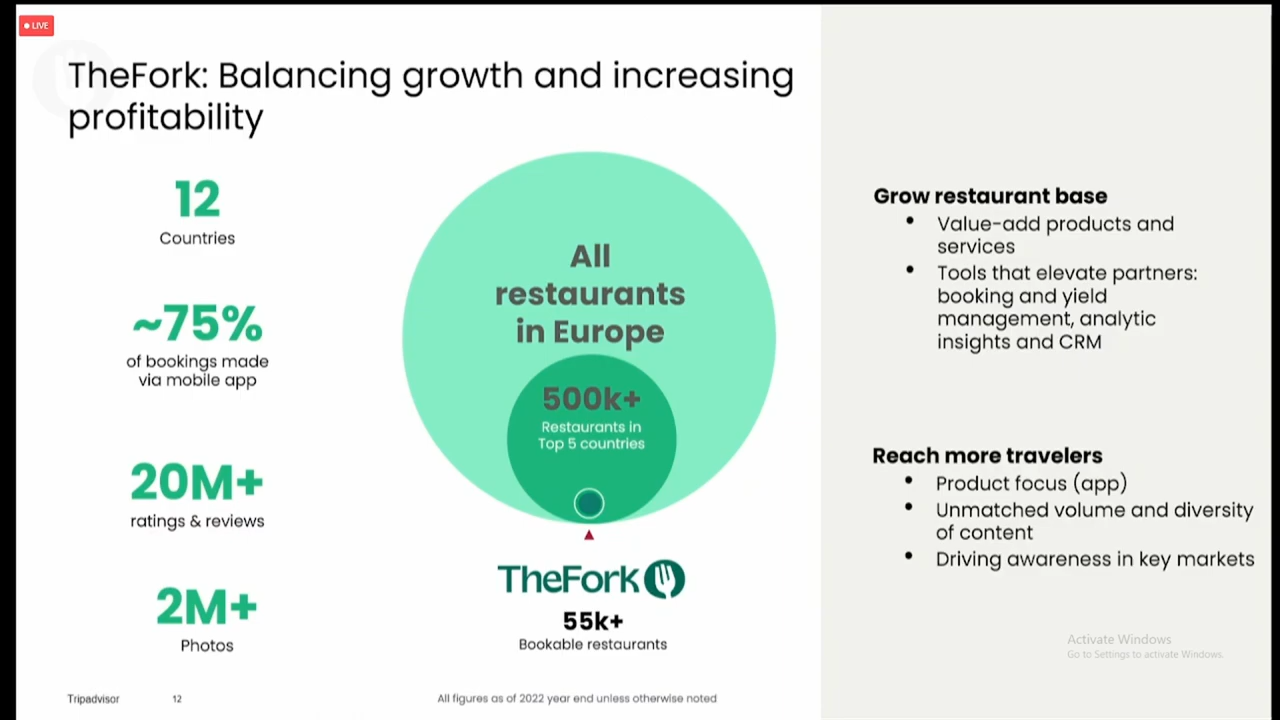 LIVE
TheFork: Balancing growth and increasing
profitability
12
Countries
~75%
of bookings made
via mobile app
20M+
ratings & reviews
2M+
Photos
All
restaurants
in Europe
500k+
Restaurants in
Top 5 countries
TheFork
55k+
Bookable restaurants
Grow restaurant base
• Value-add products and
services
• Tools that elevate partners:
booking and yield
management, analytic
insights and CRM
Reach more travelers
• Product focus (app)
• Unmatched volume and diversity
of content
• Driving awareness in key markets
Activate Windows
Go to Settings to activate Windows.
Tripadvisor 12
All figures as of 2022 year end unless otherwise noted